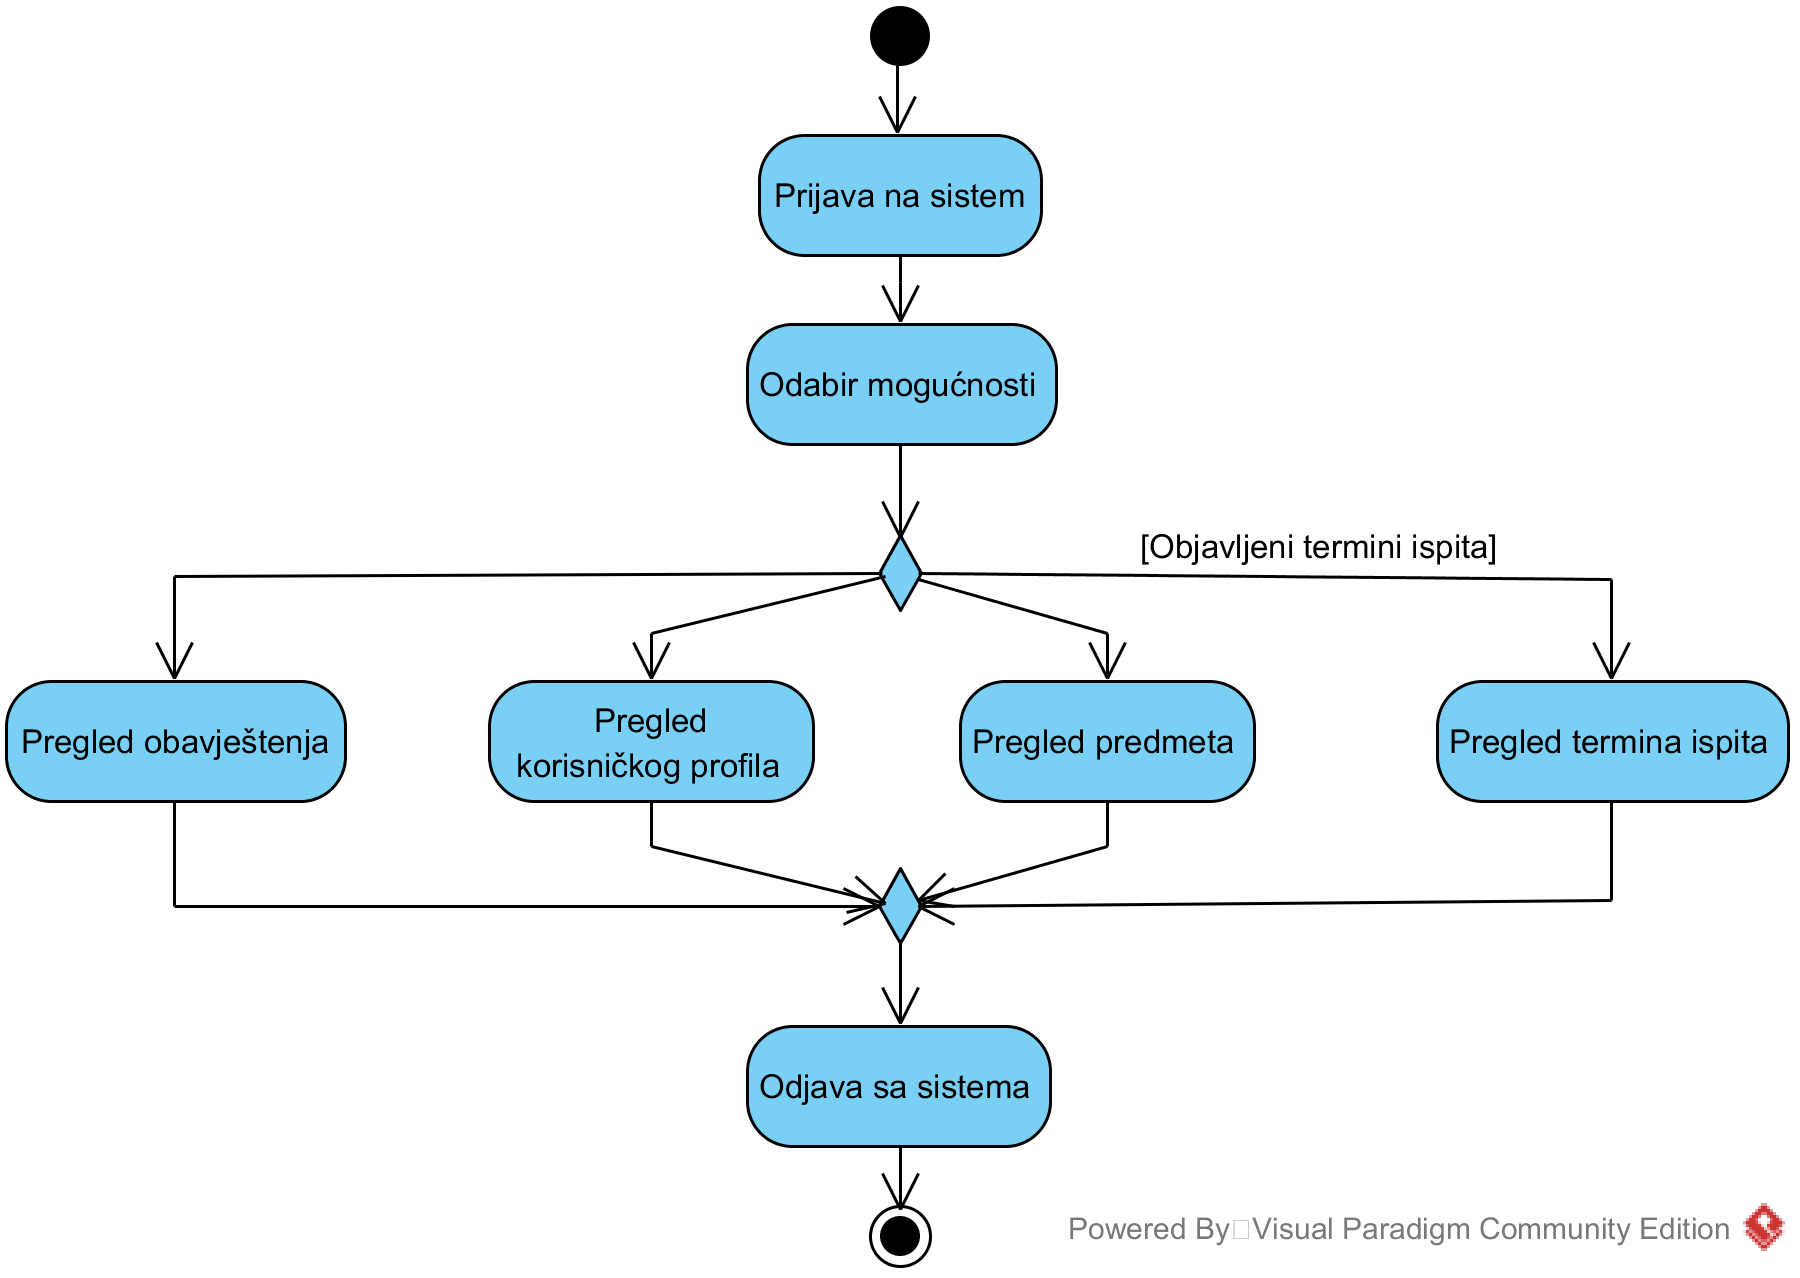 Prijava na sistem
Odabir mogućnosti
[Objavljeni termini ispita]
Pregled obavještenja
Pregled
korisničkog profila
Pregled predmeta
Pregled termina ispita
Odjava sa sistema
Powered By Visual Paradigm Community Edition